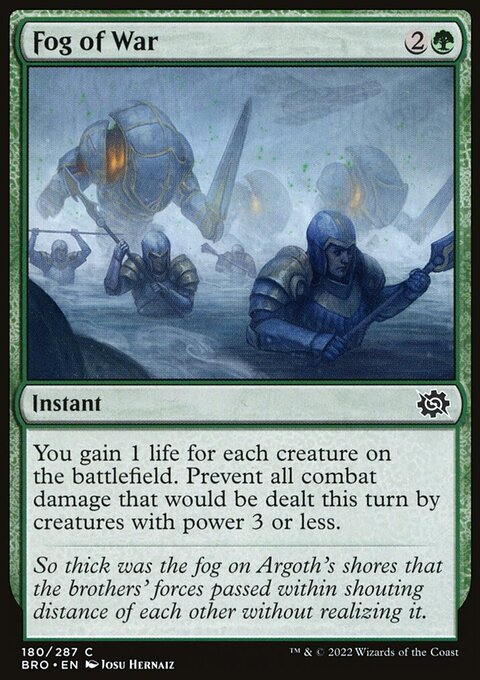 Fog of War 2
Instant
You gain 1 life for each creature on
the battlefield. Prevent all combat
damage that would be dealt this turn by
creatures with power 3 or less.
So thick was the fog on Argoth's shores that
the brothers' forces passed within shouting
distance of each other without realizing it.
180/287 C
BRO • EN Josu Hernaiz
™ & © 2022 Wizards of the Coast